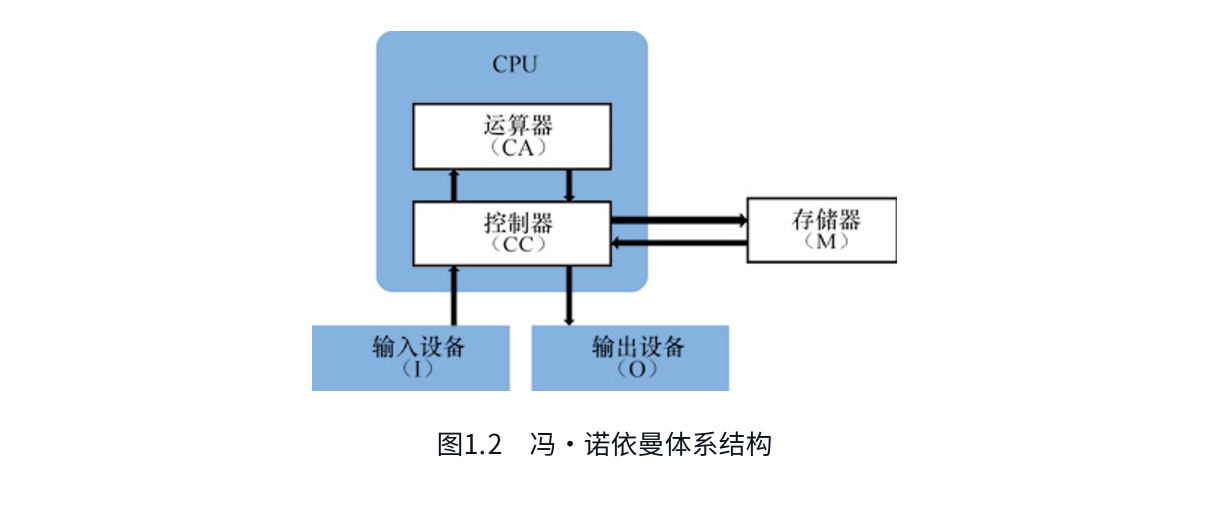 CPU
运算器
（CA）
控制器
（CC）
存储器
（M）
输入设备
（I）
输出设备
（O）
图1.2　冯・诺依曼体系结构